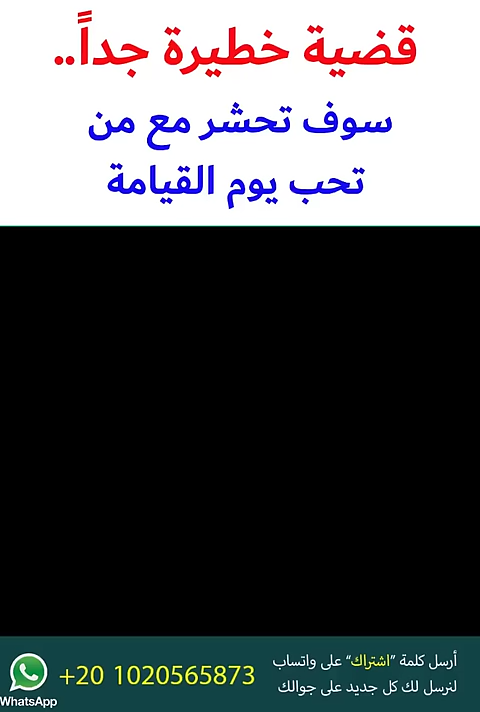 قضية خطيرة جداً..
سوف تحشر مع من
تحب يوم القيامة
أرسل كلمة "اشتراك" على واتساب
لنرسل لك كل جديد على جوالك
+20 1020565873
WhatsApp